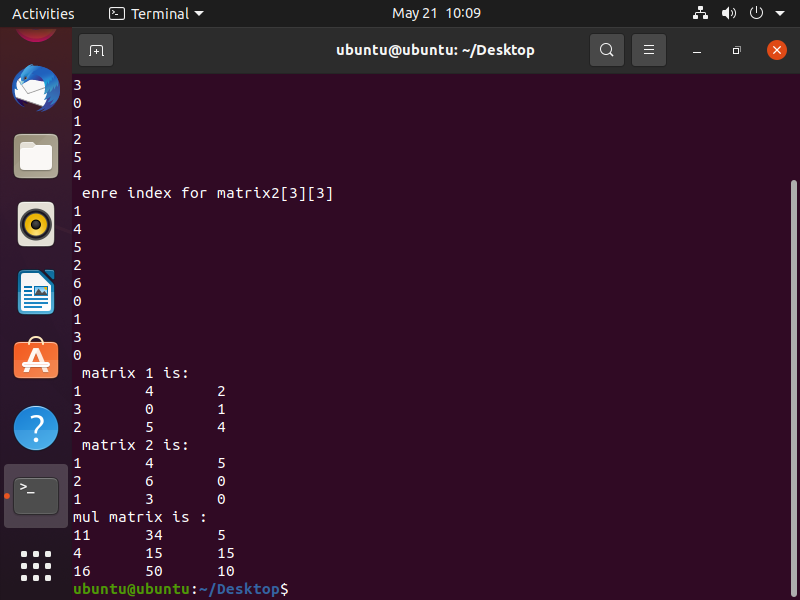 Activities Terminal May 21 10:09
ubuntu@ubuntu: ~/Desktop
3
0
1
2
5
4
enre index for matrix2[3][3]
1
4
5
2
6
0
1
3
0
matrix 1 is:
1 4 2
3 0 1
2 5 4
matrix 2 is:
1 4 5
2 6 0
1 3 0
mul matrix is :
11 34 5
4 15 15
16 50 10
ubuntu@ubuntu:~/Desktop$